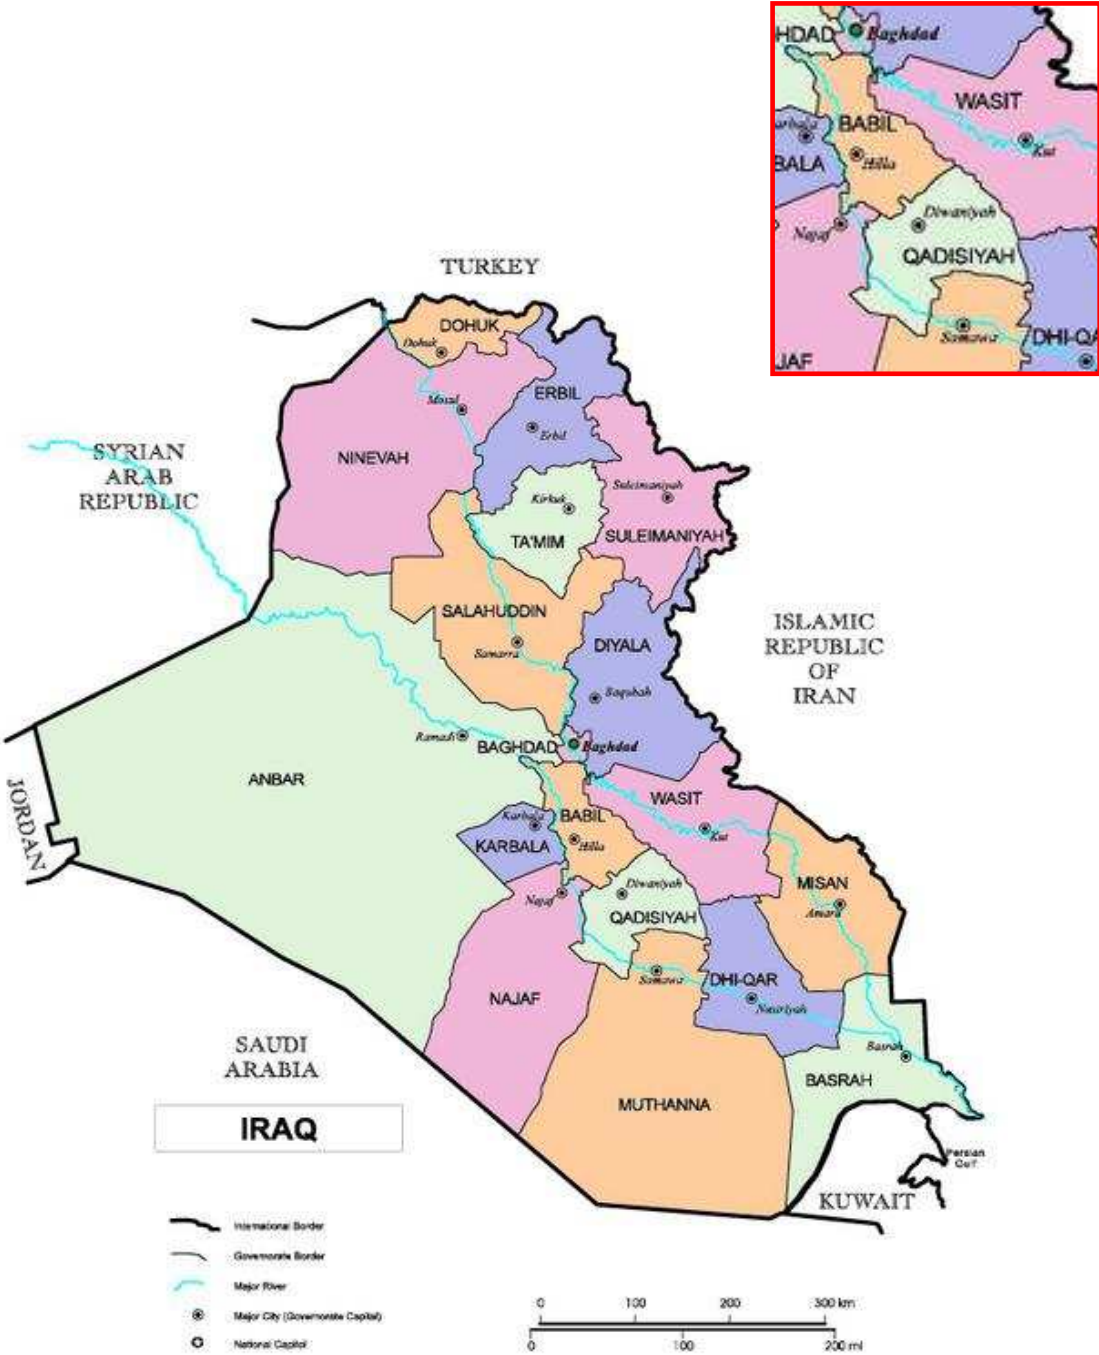 HDAD
Baghdad
WASIT
arbala
BABIL
Kut
BALA
Hilla
Diwaniyah
Najaf
QADISIYAH
Samawa
DHI-QA
JAF
TURKEY
DOHUK
Dohuk
ERBIL
Mosul
Erbil
SYRIAN
ARAB
REPUBLIC
NINEVAH
Suleimaniyah
Kirkuk
TA'MIM
SULEIMANIYAH
SALAHUDDIN
Samarra
DIYALA
ISLAMIC
REPUBLIC
OF
IRAN
Baqubah
Ramadi
BAGHDAD
Baghdad
ANBAR
JORDAN
WASIT
Karbala
BABIL
Kut
KARBALA
Hilla
MISAN
Diwaniyah
Najaf
Amara
QADISIYAH
Samawa
DHI-QAR
NAJAF
Nasiriyah
SAUDI
ARABIA
Basrah
BASRAH
MUTHANNA
IRAQ
Persian
Gulf
KUWAIT
International Border
Governorate Border
Major River
Major City (Governorate Capital)
National Capitol
0 100 200 300 km
0 100 200 mi